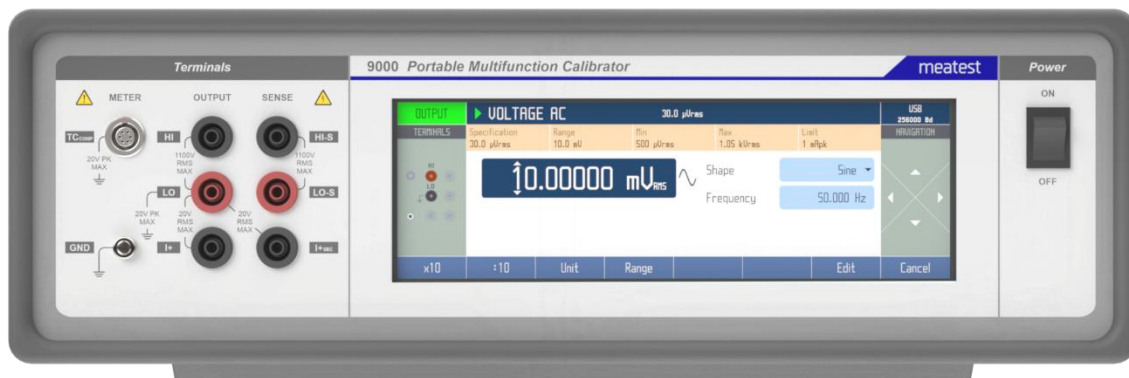 Terminals
METER
OUTPUT
SENSE
TCCOMP
HI
HI-S
20V PK
MAX
1100V
RMS
MAX
1100V
RMS
MAX
LO
LO-S
20V PK
MAX
20V
RMS
MAX
20V
RMS
MAX
GND
I+
9000 Portable Multifunction Calibrator
meatest
OUTPUT
VOLTAGE AC
30.0 µVrms
USB
256000 Bd
TERMINALS
Specification
Range
Min
Max
Limit
NAVIGATION
30.0 µVrms
10.0 mV
500 µVrms
1.05 kVrms
1 mApk
HI
LO
10.00000 mVRMS
Shape
Sine
Frequency
50.000 Hz
x10
:10
Unit
Range
Edit
Cancel
Power
ON
OFF